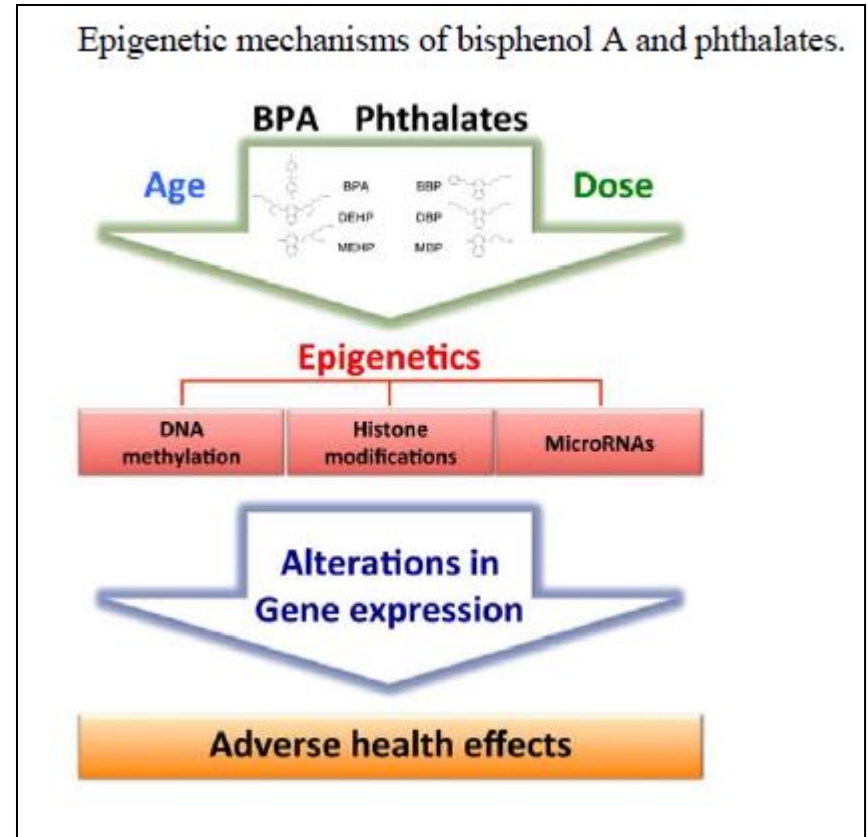 Epigenetic mechanisms of bisphenol A and phthalates.
BPA Phthalates
Age
Dose
BPA BBP
DEHP DBP
MEHP MBP
Epigenetics
DNA
methylation
Histone
modifications
MicroRNAs
Alterations in
Gene expression
Adverse health effects